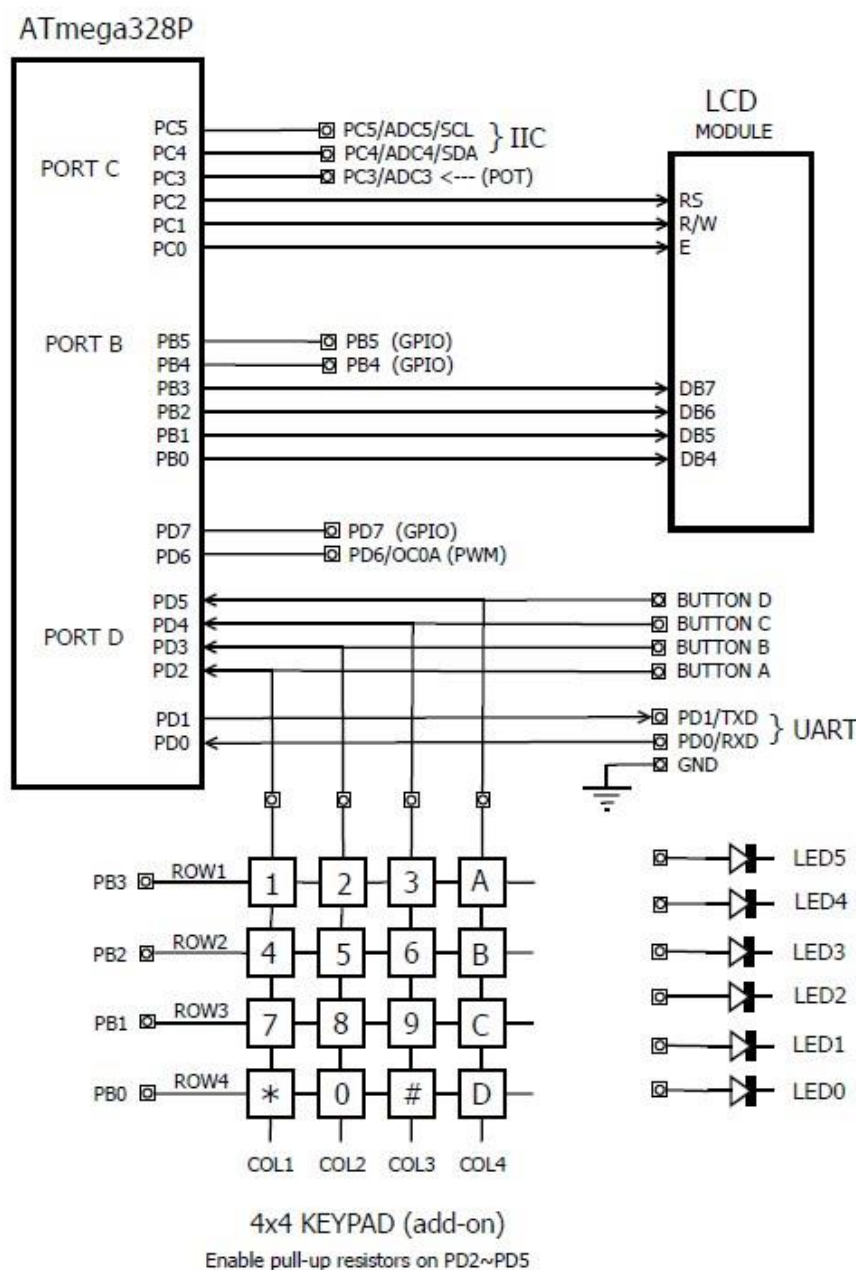 ATmega328P
LCD
MODULE
PORT C
PC5
PC4
PC3
PC2
PC1
PC0
PC5/ADC5/SCL
PC4/ADC4/SDA
} IIC
PC3/ADC3 <--- (POT)
RS
R/W
E
PORT B
PB5
PB4
PB3
PB2
PB1
PB0
PB5 (GPIO)
PB4 (GPIO)
DB7
DB6
DB5
DB4
PD7
PD6
PD7 (GPIO)
PD6/OC0A (PWM)
PORT D
PD5
PD4
PD3
PD2
PD1
PD0
BUTTON D
BUTTON C
BUTTON B
BUTTON A
PD1/TXD
PD0/RXD
} UART
GND
PB3 ROW1 1 2 3 A
PB2 ROW2 4 5 6 B
PB1 ROW3 7 8 9 C
PB0 ROW4 * 0 # D
COL1 COL2 COL3 COL4
LED5
LED4
LED3
LED2
LED1
LED0
4x4 KEYPAD (add-on)
Enable pull-up resistors on PD2~PD5